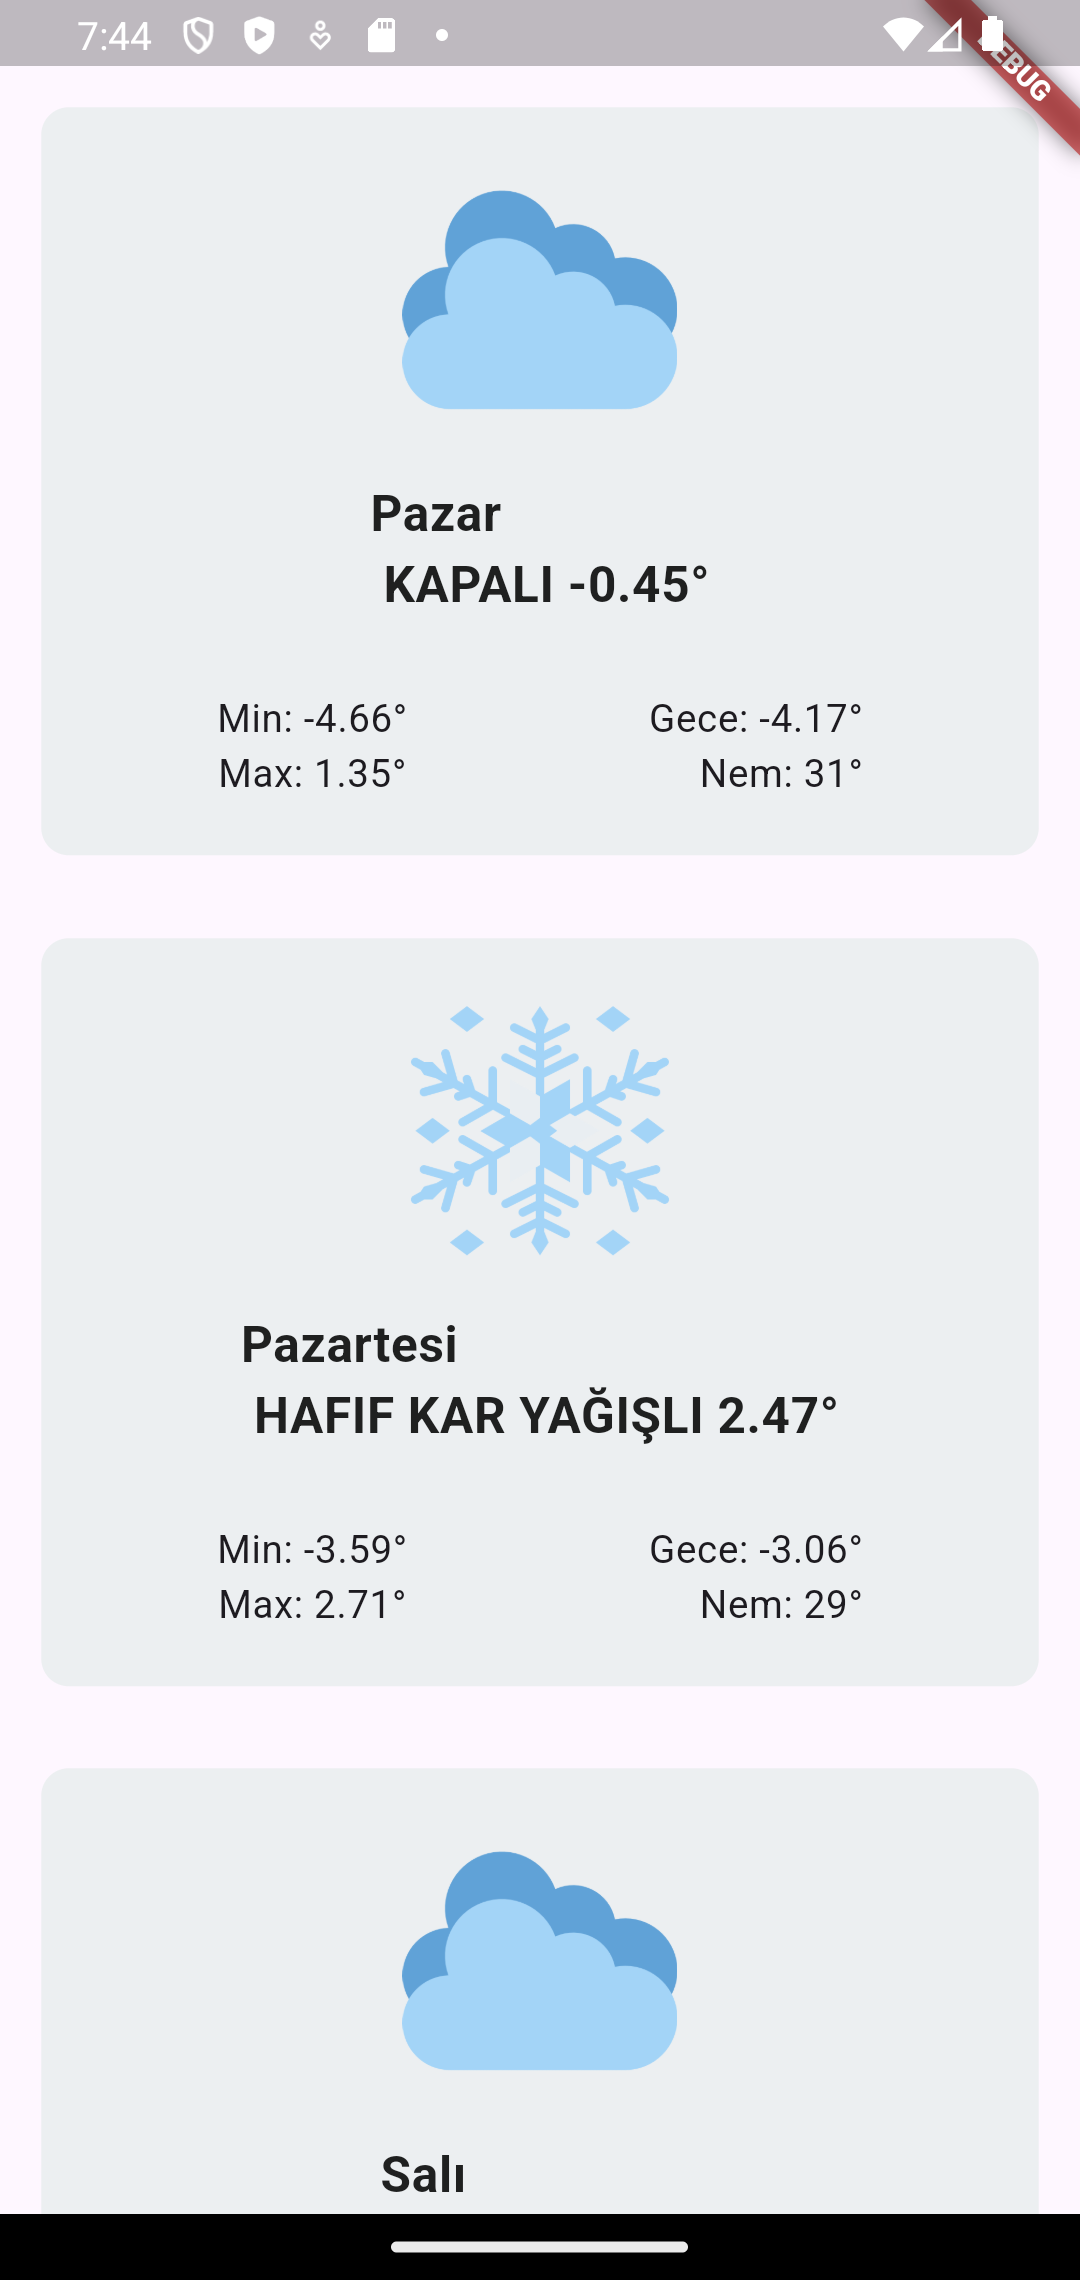 7:44
DEBUG
Pazar
KAPALI -0.45°
Min: -4.66°
Max: 1.35°
Gece: -4.17°
Nem: 31°
Pazartesi
HAFIF KAR YAĞIŞLI 2.47°
Min: -3.59°
Max: 2.71°
Gece: -3.06°
Nem: 29°
Salı